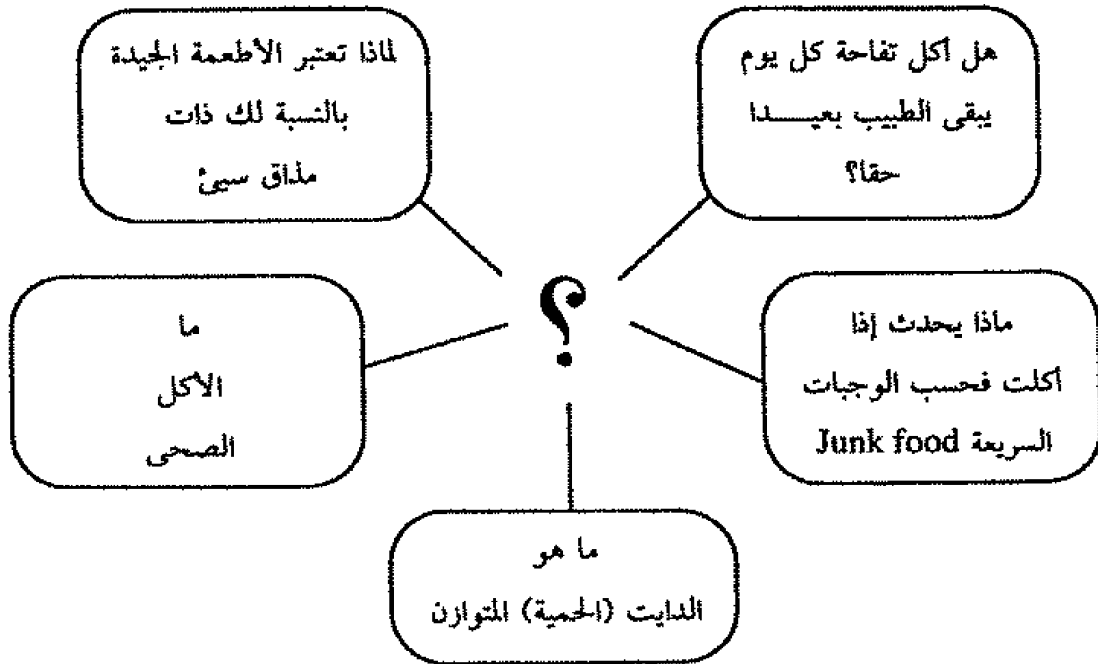 هل أكل تفاحة كل يوم
يبقى الطبيب بعيـــــدا
حقا؟
لماذا تعتبر الأطعمة الجيدة
بالنسبة لك ذات
مذاق سيئ
؟
ماذا يحدث إذا
أكلت فحسب الوجبات
السريعة Junk food
ما
الأكل
الصحى
ما هو
الدايت (الحمية) المتوازن